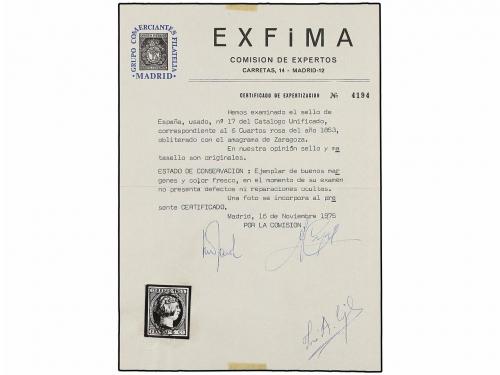 GRUPO COMERCIANTES FILATELIA
MADRID
EXFiMA
COMISION DE EXPERTOS
CARRETAS, 14 - MADRID-12
CERTIFICADO DE EXPERTIZACION Nº 4194
Hemos examinado el sello de
España, usado, nº 17 del Catalogo Unificado,
correspondiente al 6 Cuartos rosa del año 1853,
obliterado con el amagrama de Zaragoza.
En nuestra opinión sello y ma
tasello son originales.
ESTADO DE CONSERVACION : Ejemplar de buenos mar
genes y color fresco, en el momento de su examen
no presenta defectos ni reparaciones ocultos.
Una foto se incorpora al pre
sente CERTIFICADO.
Madrid, 16 de Noviembre 1976
POR LA COMISION.